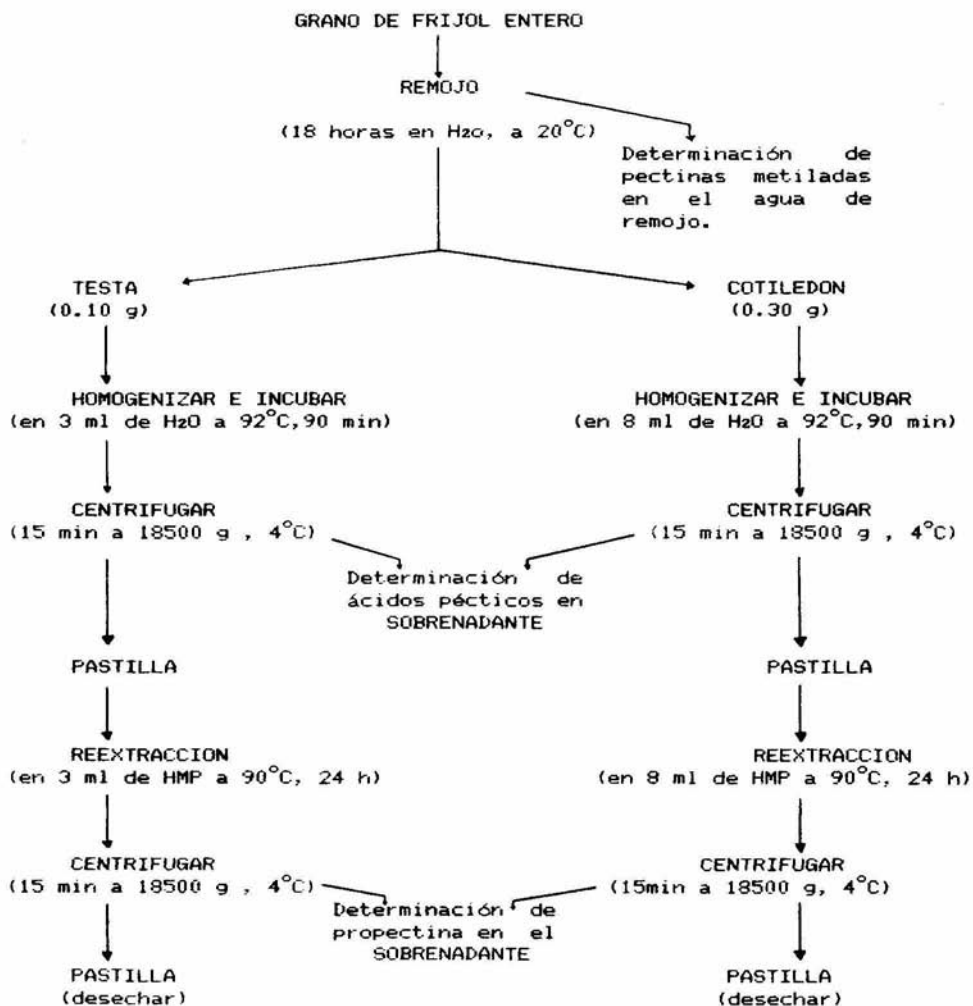 GRANO DE FRIJOL ENTERO
REMOJO
(18 horas en H2o, a 20°C)
Determinación de
pectinas metiladas
en el agua de
remojo.
TESTA
(0.10 g)
COTILEDON
(0.30 g)
HOMOGENIZAR E INCUBAR
(en 3 ml de H2O a 92°C,90 min)
HOMOGENIZAR E INCUBAR
(en 8 ml de H2O a 92°C,90 min)
CENTRIFUGAR
(15 min a 18500 g , 4°C)
CENTRIFUGAR
(15 min a 18500 g , 4°C)
Determinación de
ácidos pécticos en
SOBRENADANTE
PASTILLA
PASTILLA
REEXTRACCION
(en 3 ml de HMP a 90°C, 24 h)
REEXTRACCION
(en 8 ml de HMP a 90°C, 24 h)
CENTRIFUGAR
(15 min a 18500 g , 4°C)
CENTRIFUGAR
(15min a 18500 g, 4°C)
Determinación de
propectina en el
SOBRENADANTE
PASTILLA
(desechar)
PASTILLA
(desechar)